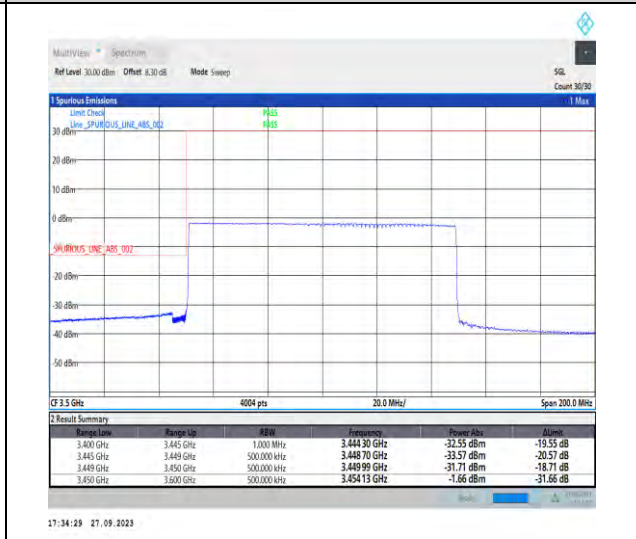 MultiView Spectrum
Ref Level 30.00 dBm Offset 8.30 dB Mode Sweep SGL
Count 30/30
1 Spurious Emissions 1 Max
Limit Check PASS
Line _SPURIOUS_LINE_ABS_002 PASS
30 dBm
20 dBm
10 dBm
0 dBm
_SPURIOUS_LINE_ABS_002
-20 dBm
-30 dBm
-40 dBm
-50 dBm
CF 3.5 GHz 4004 pts 20.0 MHz/ Span 200.0 MHz
2 Result Summary
Range Low Range Up RBW Frequency Power Abs ΔLimit
3.400 GHz 3.445 GHz 1.000 MHz 3.444 30 GHz -32.55 dBm -19.55 dB
3.445 GHz 3.449 GHz 500.000 kHz 3.448 70 GHz -33.57 dBm -20.57 dB
3.449 GHz 3.450 GHz 500.000 kHz 3.449 99 GHz -31.71 dBm -18.71 dB
3.450 GHz 3.600 GHz 500.000 kHz 3.454 13 GHz -1.66 dBm -31.66 dB
17:34:29 27.09.2023